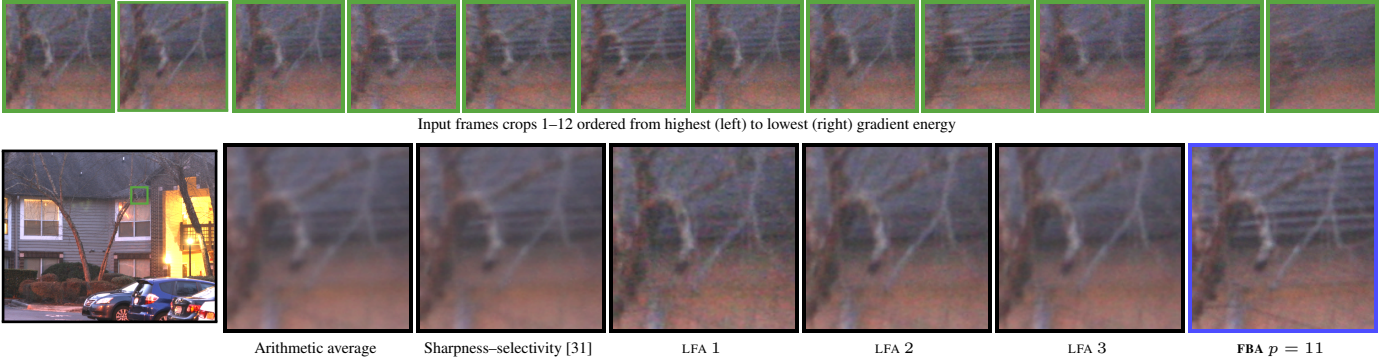 Input frames crops 1–12 ordered from highest (left) to lowest (right) gradient energy
Arithmetic average
Sharpness–selectivity [31]
LFA 1
LFA 2
LFA 3
FBA p = 11